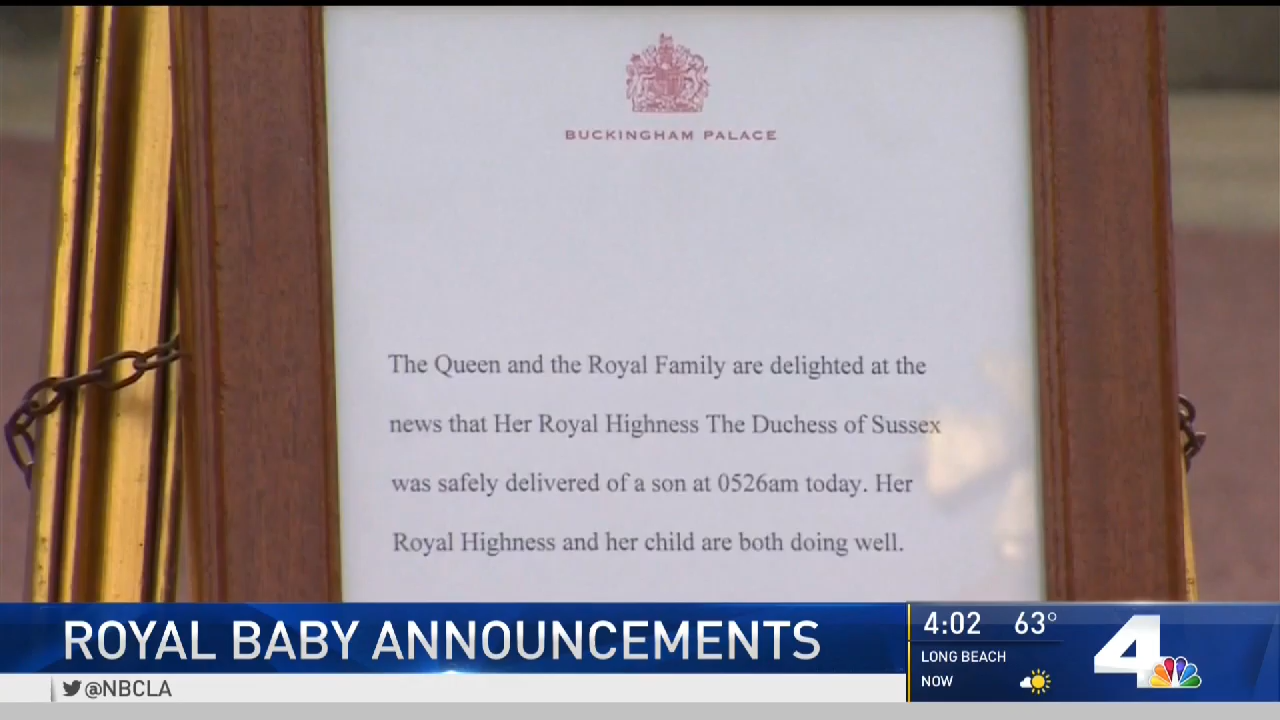 BUCKINGHAM PALACE
The Queen and the Royal Family are delighted at the
news that Her Royal Highness The Duchess of Sussex
was safely delivered of a son at 0526am today. Her
Royal Highness and her child are both doing well.
ROYAL BABY ANNOUNCEMENTS
@NBCLA
4:02 63°
LONG BEACH
NOW
4